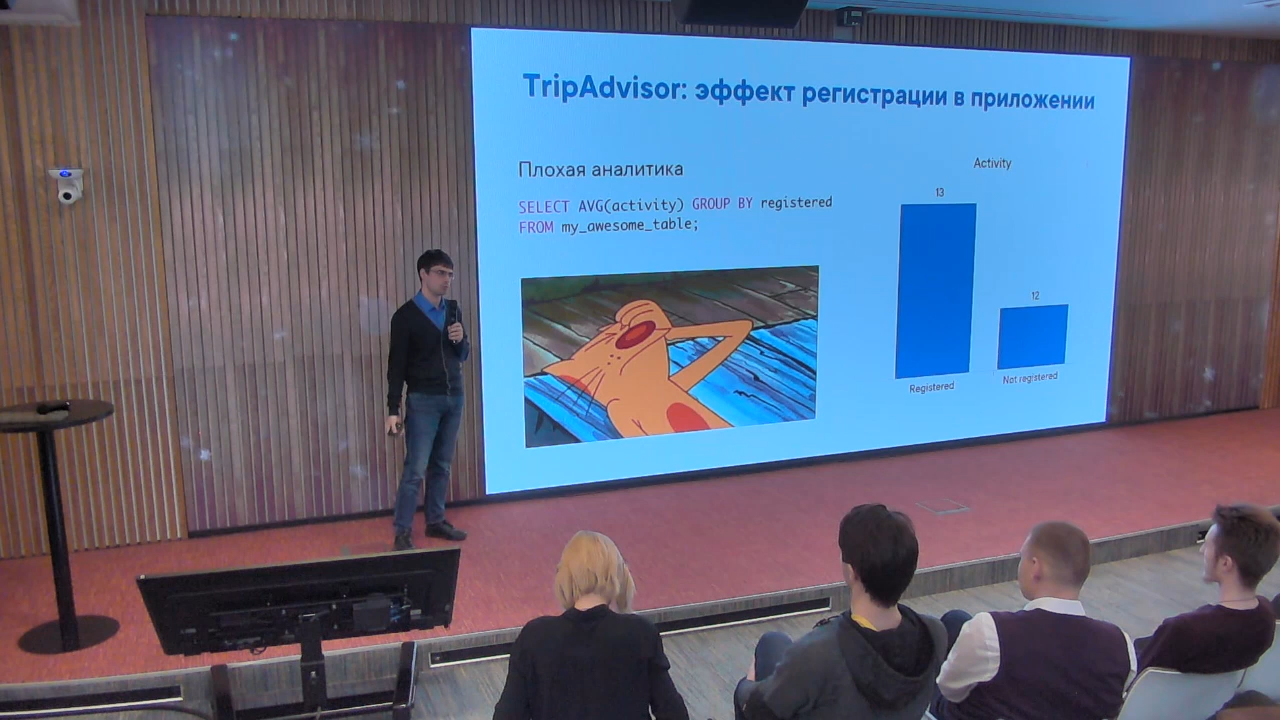 TripAdvisor: эффект регистрации в приложении
Плохая аналитика
SELECT AVG(activity) GROUP BY registered
FROM my_awesome_table;
Activity
13
12
Registered
Not registered